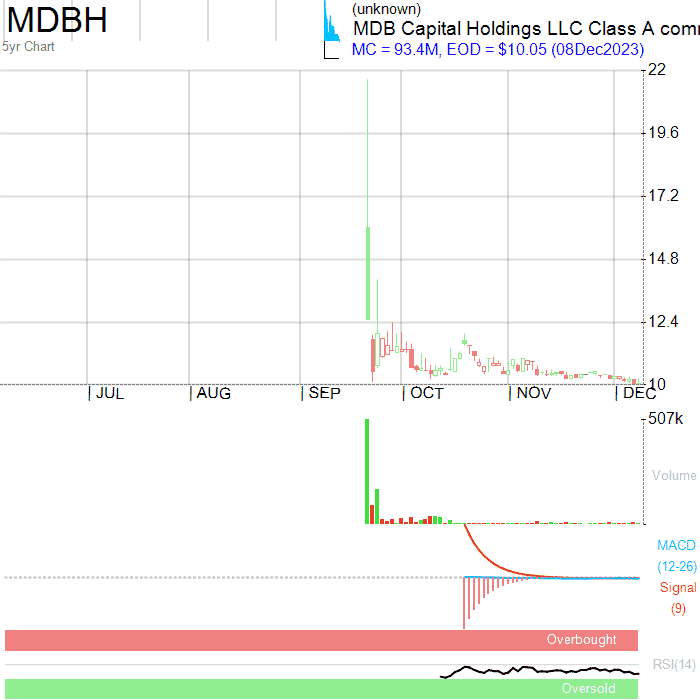 MDBH
5yr Chart
(unknown)
MDB Capital Holdings LLC Class A com
MC = 93.4M, EOD = $10.05 (08Dec2023)
22
19.6
17.2
14.8
12.4
10
JUL AUG SEP OCT NOV DEC
507k
Volume
MACD
(12-26)
Signal
(9)
Overbought
RSI(14)
Oversold